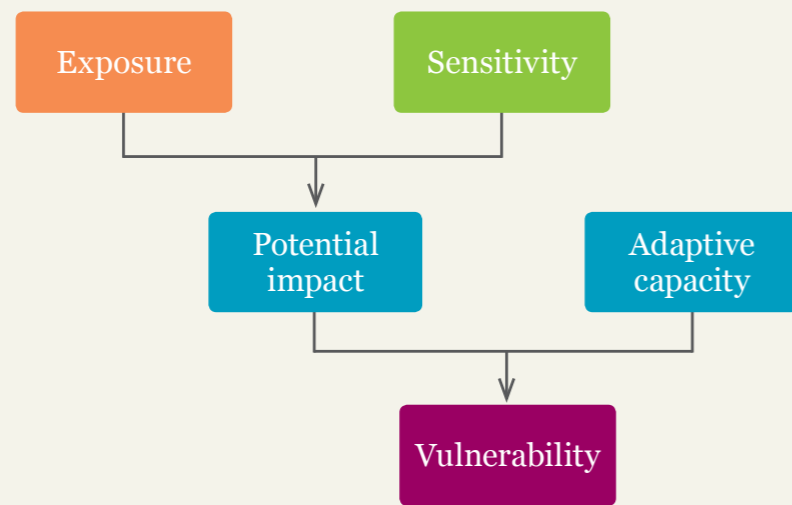 Exposure
Sensitivity
Potential
impact
Adaptive
capacity
Vulnerability